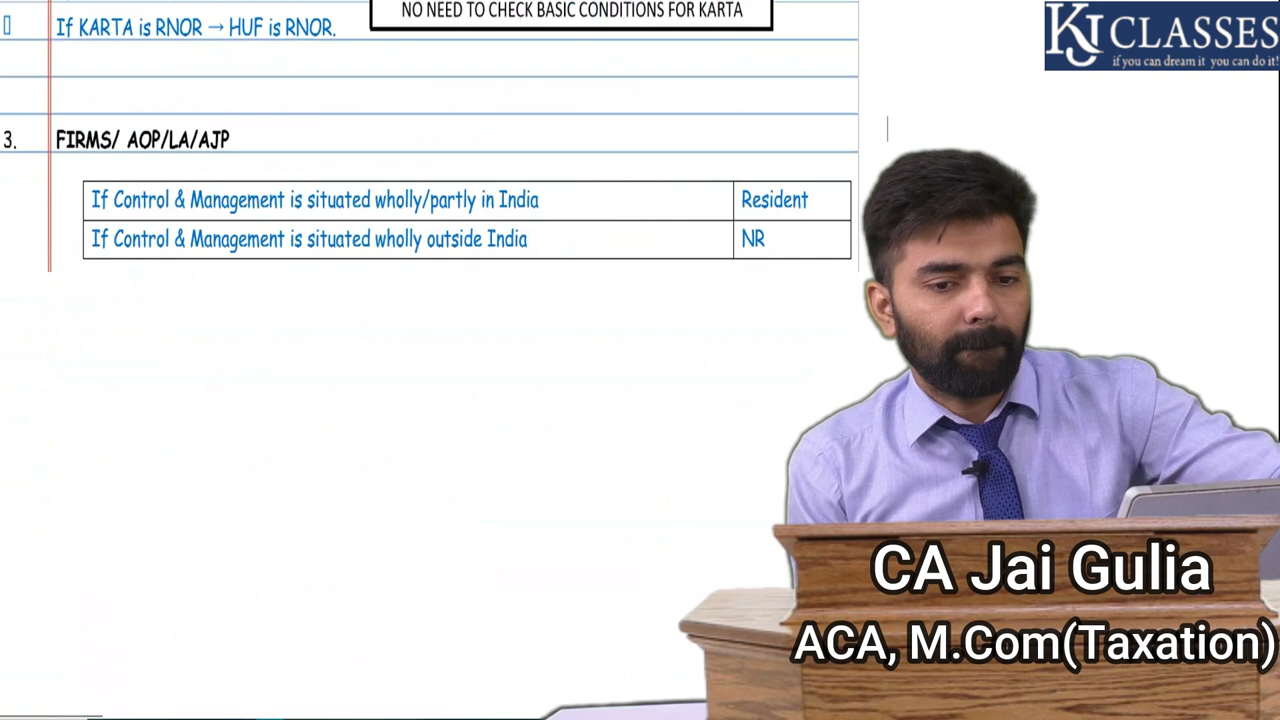 NO NEED TO CHECK BASIC CONDITIONS FOR KARTA
If KARTA is RNOR → HUF is RNOR.
KJ CLASSES
if you can dream it you can do it!
3. FIRMS/ AOP/LA/AJP
If Control & Management is situated wholly/partly in India Resident
If Control & Management is situated wholly outside India NR
CA Jai Gulia
ACA, M.Com(Taxation)